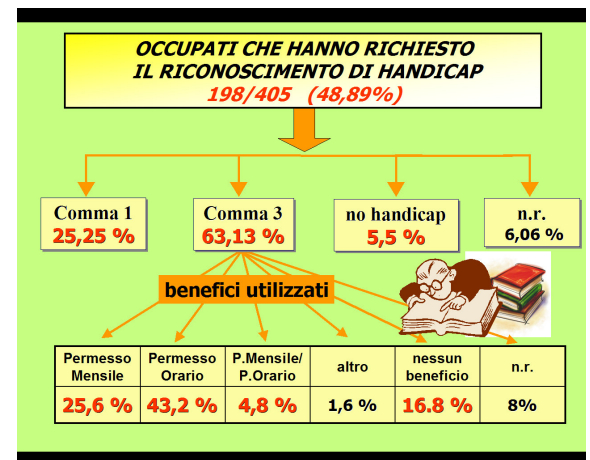 OCCUPATI CHE HANNO RICHIESTO
IL RICONOSCIMENTO DI HANDICAP
198/405 (48,89%)
Comma 1
25,25 %
Comma 3
63,13 %
no handicap
5,5 %
n.r.
6,06 %
benefici utilizzati
Permesso
Mensile
Permesso
Orario
P.Mensile/
P.Orario
altro
nessun
beneficio
n.r.
25,6 %
43,2 %
4,8 %
1,6 %
16.8 %
8%